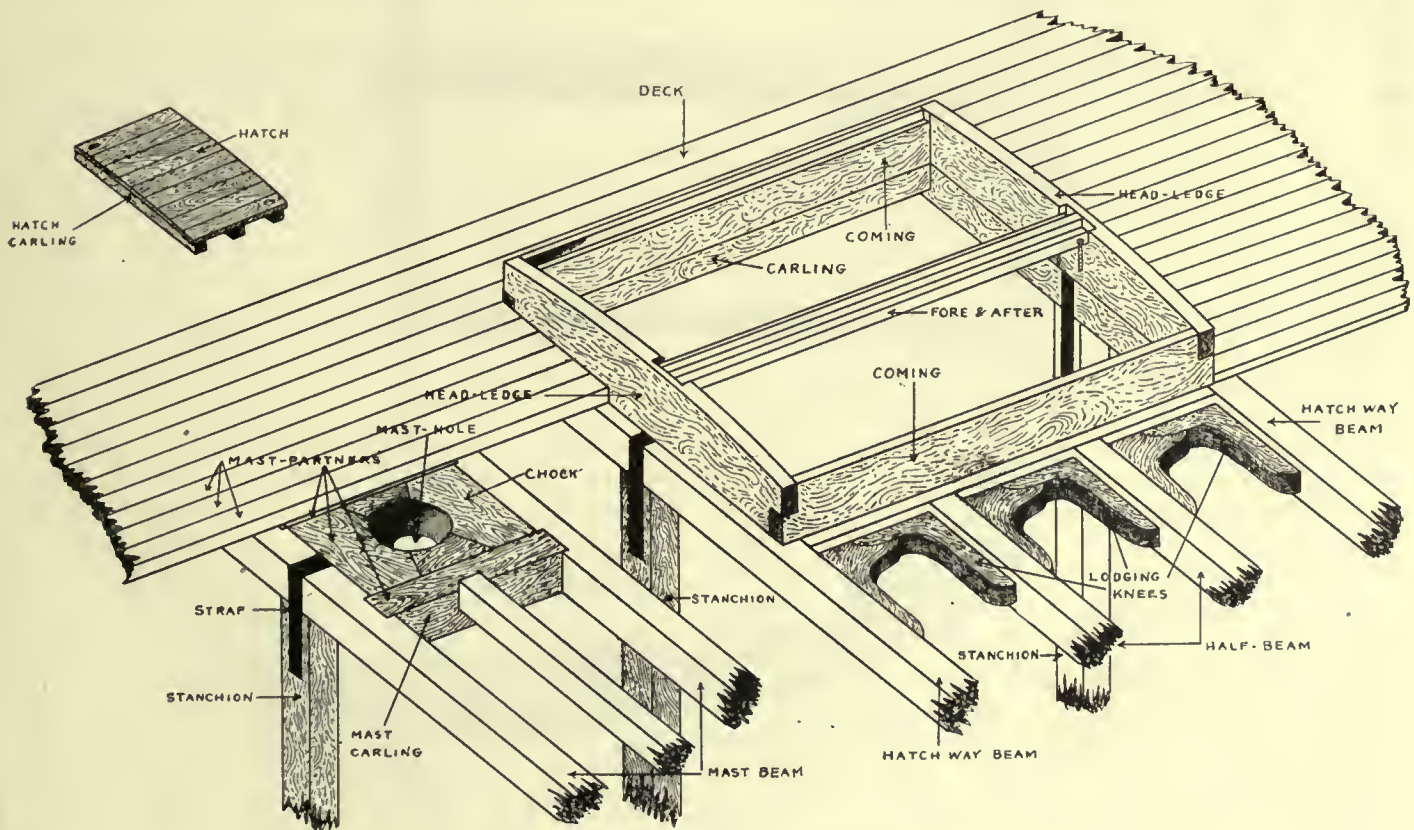 DECK
HATCH
HATCH
CARLING
HEAD-LEDGE
COMING
CARLING
FORE & AFTER
COMING
HEAD-LEDGE
MAST-HOLE
MAST-PARTNERS
CHOCK
HATCH WAY
BEAM
LODGING
KNEES
STRAP
STANCHION
STANCHION
STANCHION
HALF-BEAM
MAST
CARLING
MAST BEAM
HATCH WAY BEAM